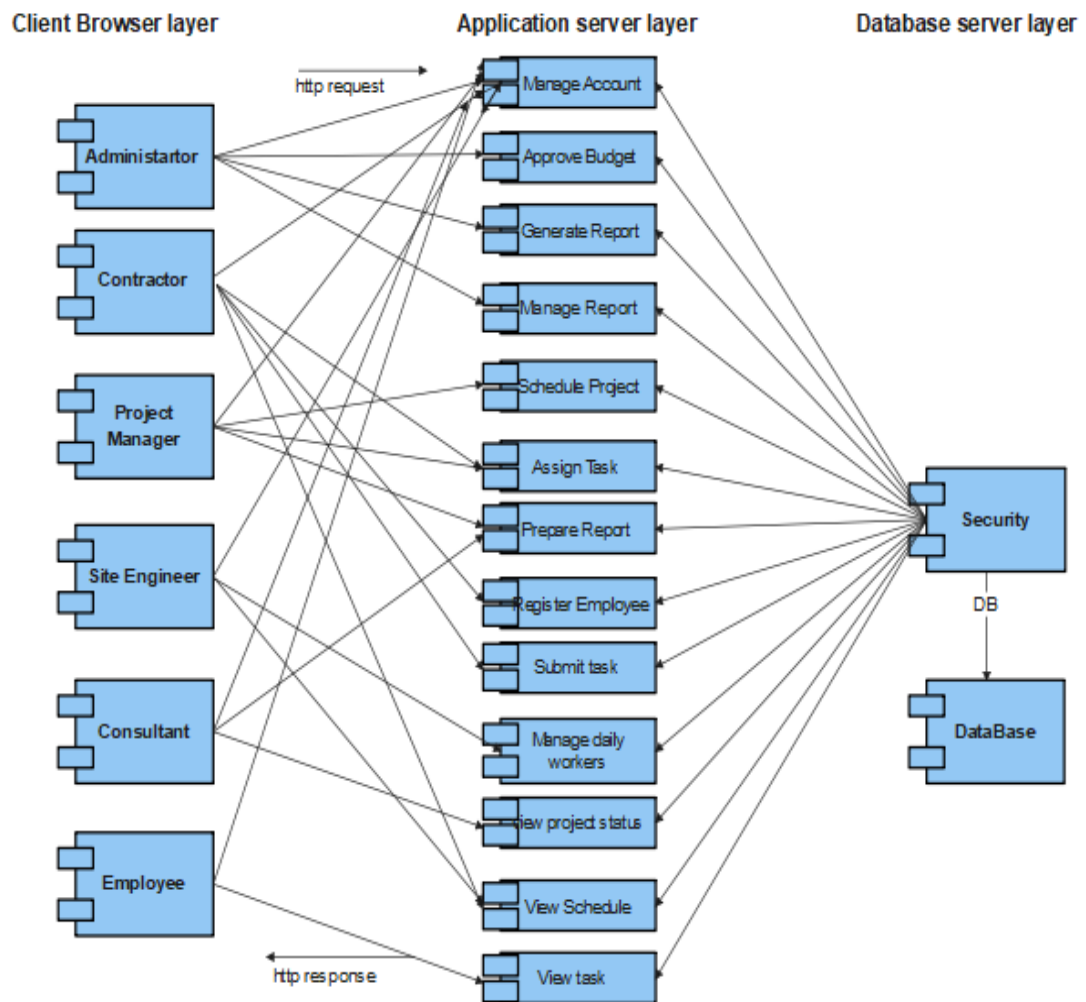 Client Browser layer
Application server layer
Database server layer
http request
Manage Account
Administartor
Approve Budget
Generate Report
Contractor
Manage Report
Schedule Project
Project
Manager
Assign Task
Security
Prepare Report
Site Engineer
Register Employee
DB
Submit task
Consultant
DataBase
Manage daily
workers
view project status
Employee
View Schedule
http response
View task